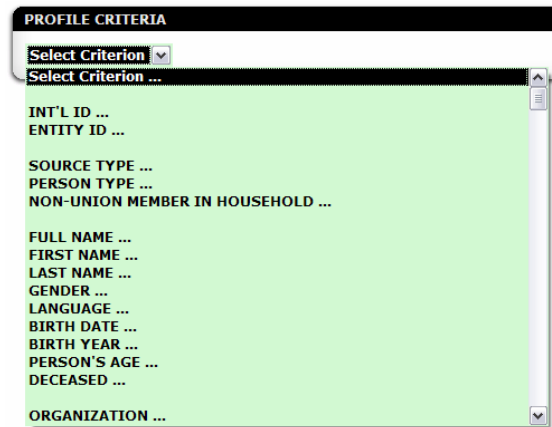 PROFILE CRITERIA
Select Criterion
Select Criterion ...
INT'L ID ...
ENTITY ID ...
SOURCE TYPE ...
PERSON TYPE ...
NON-UNION MEMBER IN HOUSEHOLD ...
FULL NAME ...
FIRST NAME ...
LAST NAME ...
GENDER ...
LANGUAGE ...
BIRTH DATE ...
BIRTH YEAR ...
PERSON'S AGE ...
DECEASED ...
ORGANIZATION ...